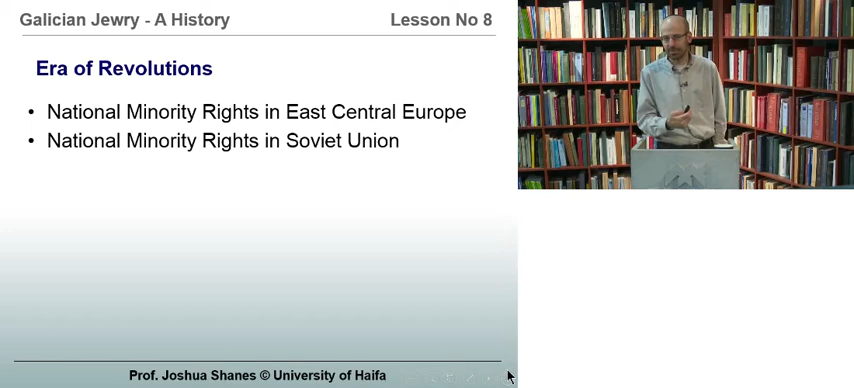 Galician Jewry - A History Lesson No 8
Era of Revolutions
• National Minority Rights in East Central Europe
• National Minority Rights in Soviet Union
Prof. Joshua Shanes © University of Haifa